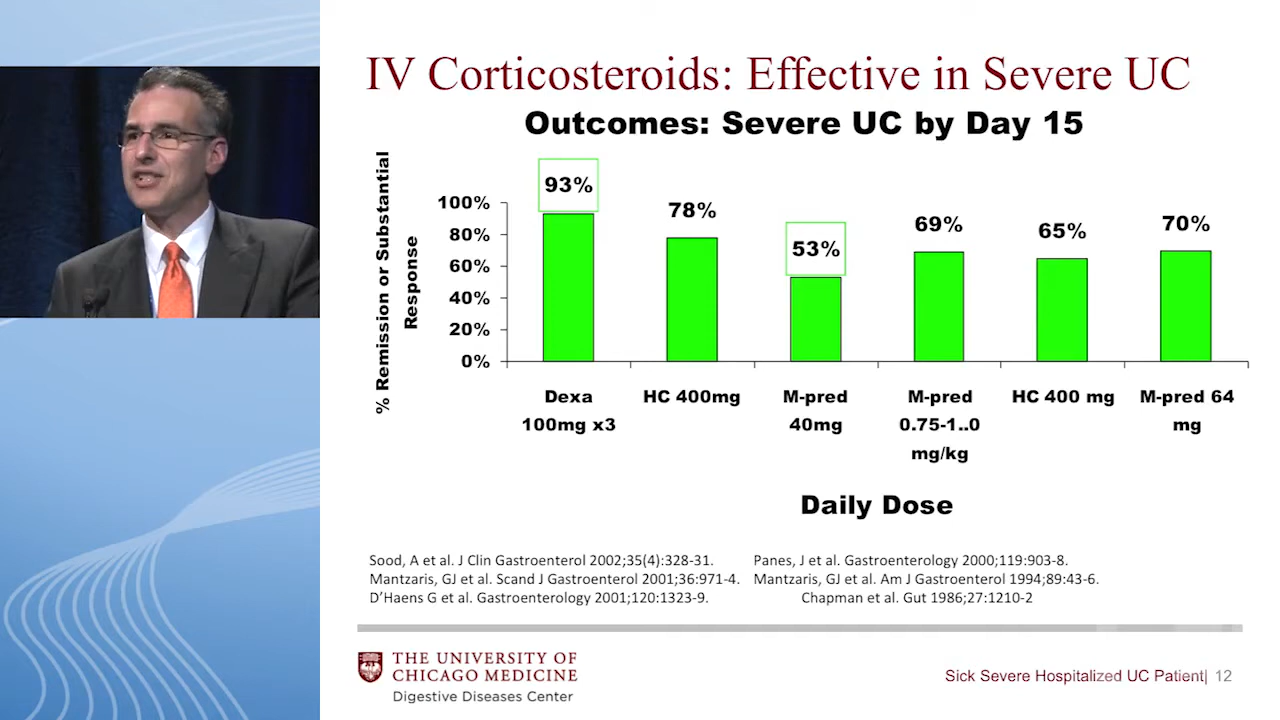 IV Corticosteroids: Effective in Severe UC
Outcomes: Severe UC by Day 15
% Remission or Substantial
Response
100%
80%
60%
40%
20%
0%
93%
78%
53%
69%
65%
70%
Dexa
100mg x3
HC 400mg
M-pred
40mg
M-pred
0.75-1..0
mg/kg
HC 400 mg
M-pred 64
mg
Daily Dose
Sood, A et al. J Clin Gastroenterol 2002;35(4):328-31.
Mantzaris, GJ et al. Scand J Gastroenterol 2001;36:971-4.
D’Haens G et al. Gastroenterology 2001;120:1323-9.
Panes, J et al. Gastroenterology 2000;119:903-8.
Mantzaris, GJ et al. Am J Gastroenterol 1994;89:43-6.
Chapman et al. Gut 1986;27:1210-2
THE UNIVERSITY OF
CHICAGO MEDICINE
Digestive Diseases Center
Sick Severe Hospitalized UC Patient| 12